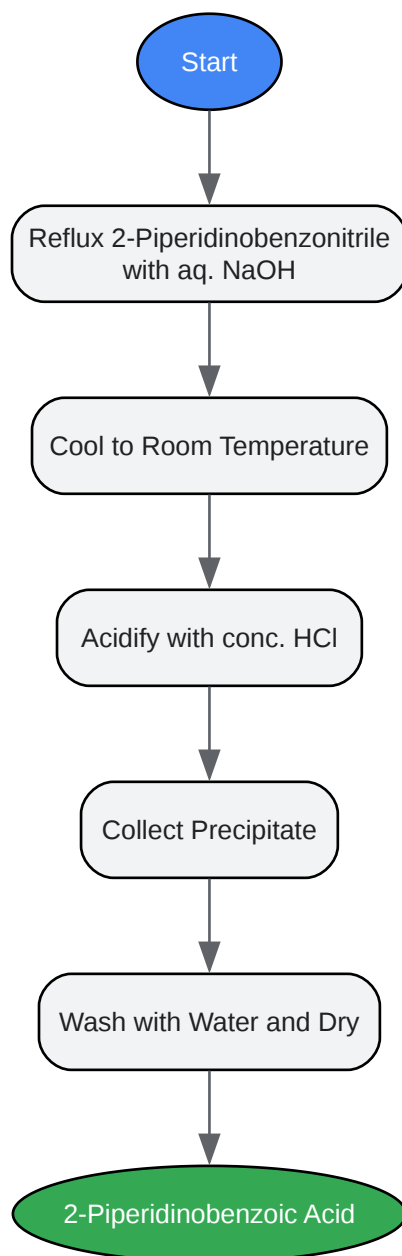 Start
Reflux 2-Piperidinobenzonitrile
with aq. NaOH
Cool to Room Temperature
Acidify with conc. HCl
Collect Precipitate
Wash with Water and Dry
2-Piperidinobenzoic Acid